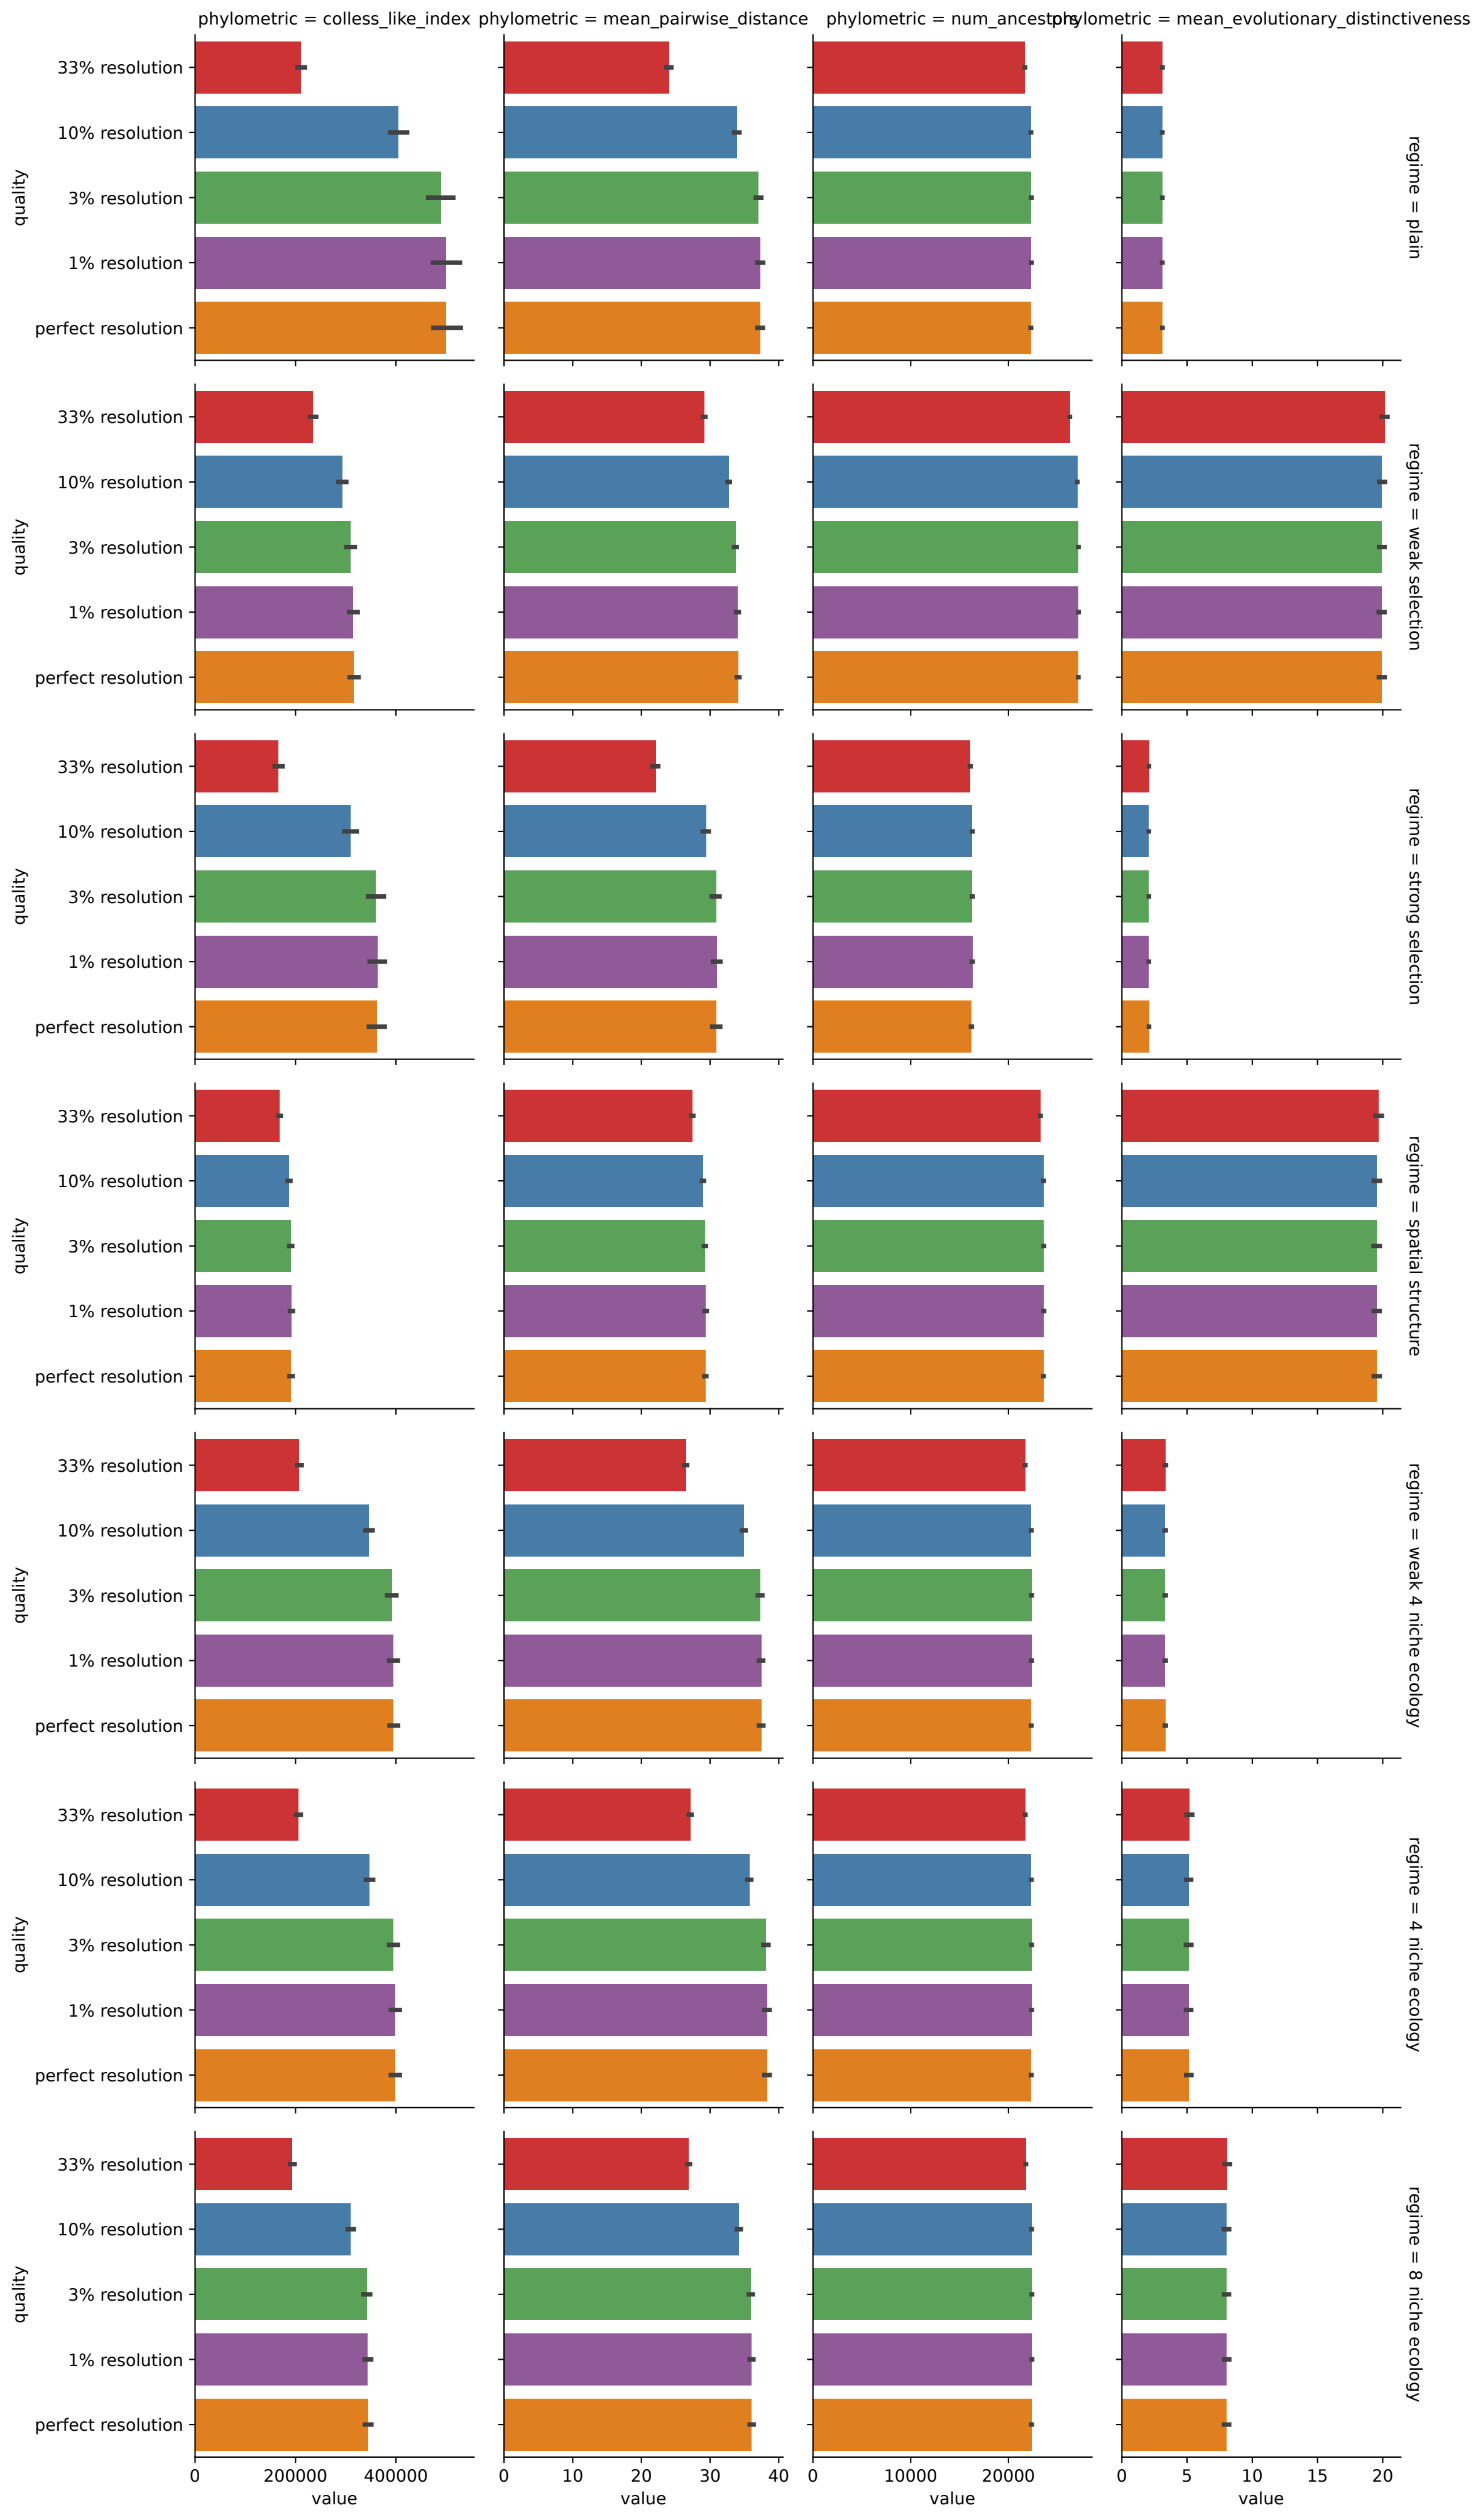 phylometric = colless_like_index
phylometric = mean_pairwise_distance
phylometric = num_ancestors
phylometric = mean_evolutionary_distinctiveness
quality
33% resolution
10% resolution
3% resolution
1% resolution
perfect resolution
regime = plain
quality
33% resolution
10% resolution
3% resolution
1% resolution
perfect resolution
regime = weak selection
quality
33% resolution
10% resolution
3% resolution
1% resolution
perfect resolution
regime = strong selection
quality
33% resolution
10% resolution
3% resolution
1% resolution
perfect resolution
regime = spatial structure
quality
33% resolution
10% resolution
3% resolution
1% resolution
perfect resolution
regime = weak 4 niche ecology
quality
33% resolution
10% resolution
3% resolution
1% resolution
perfect resolution
regime = 4 niche ecology
quality
33% resolution
10% resolution
3% resolution
1% resolution
perfect resolution
regime = 8 niche ecology
0 200000 400000
0 10 20 30 40
0 10000 20000
0 5 10 15 20
value
value
value
value